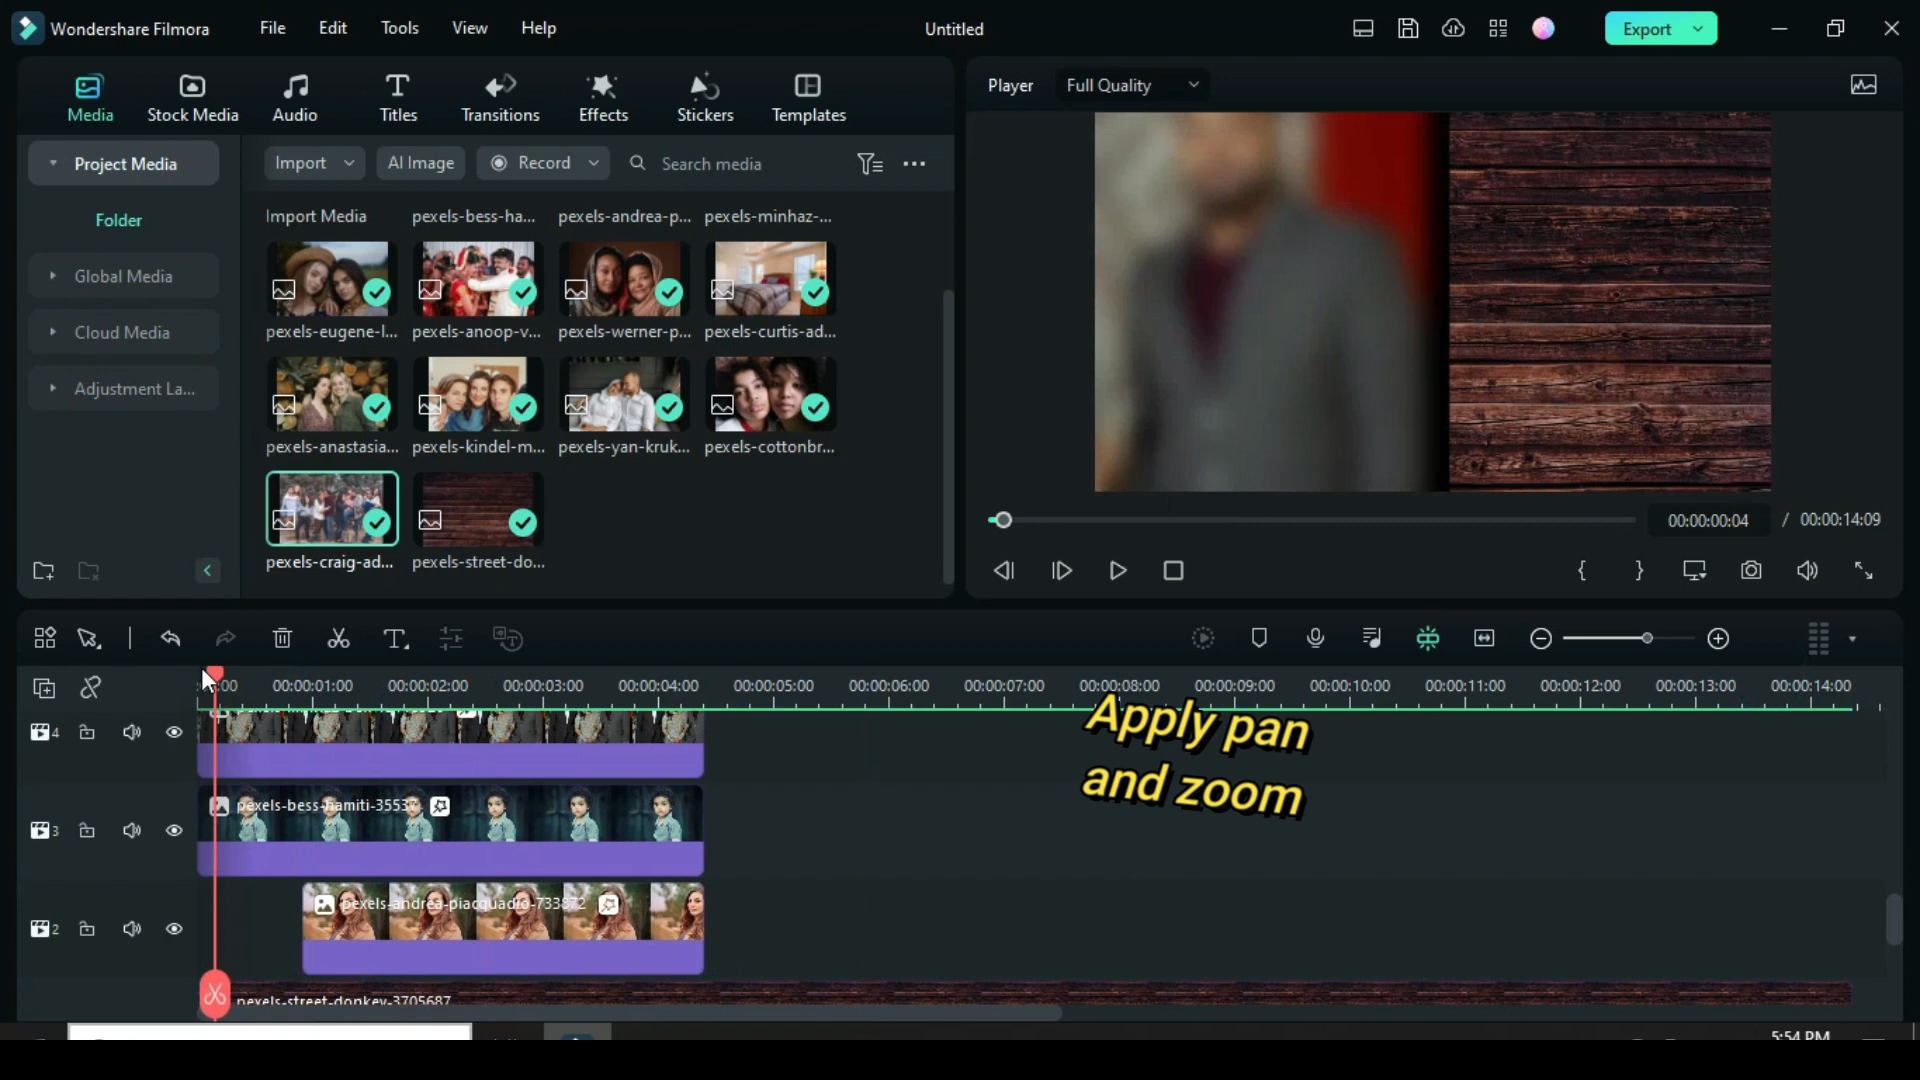 Wondershare Filmora
File
Edit
Tools
View
Help
Untitled
Export
Media
Stock Media
Audio
Titles
Transitions
Effects
Stickers
Templates
Player
Full Quality
Project Media
Import
AI Image
Record
Search media
Folder
Global Media
Cloud Media
Adjustment La...
Import Media
pexels-bess-ha...
pexels-andrea-p...
pexels-minhaz-...
pexels-eugene-l...
pexels-anoop-v...
pexels-werner-p...
pexels-curtis-ad...
pexels-anastasia...
pexels-kindel-m...
pexels-yan-kruk...
pexels-cottonbr...
pexels-craig-ad...
pexels-street-do...
00:00:00:04 / 00:00:14:09
00:00:01:00
00:00:02:00
00:00:03:00
00:00:04:00
00:00:05:00
00:00:06:00
00:00:07:00
00:00:08:00
00:00:09:00
00:00:10:00
00:00:11:00
00:00:12:00
00:00:13:00
00:00:14:00
4
Apply pan
and zoom
3
pexels-bess-hamiti-35537
2
pexels-andrea-piacquadio-733872
pexels-street-donkey-3705687
5:54 PM